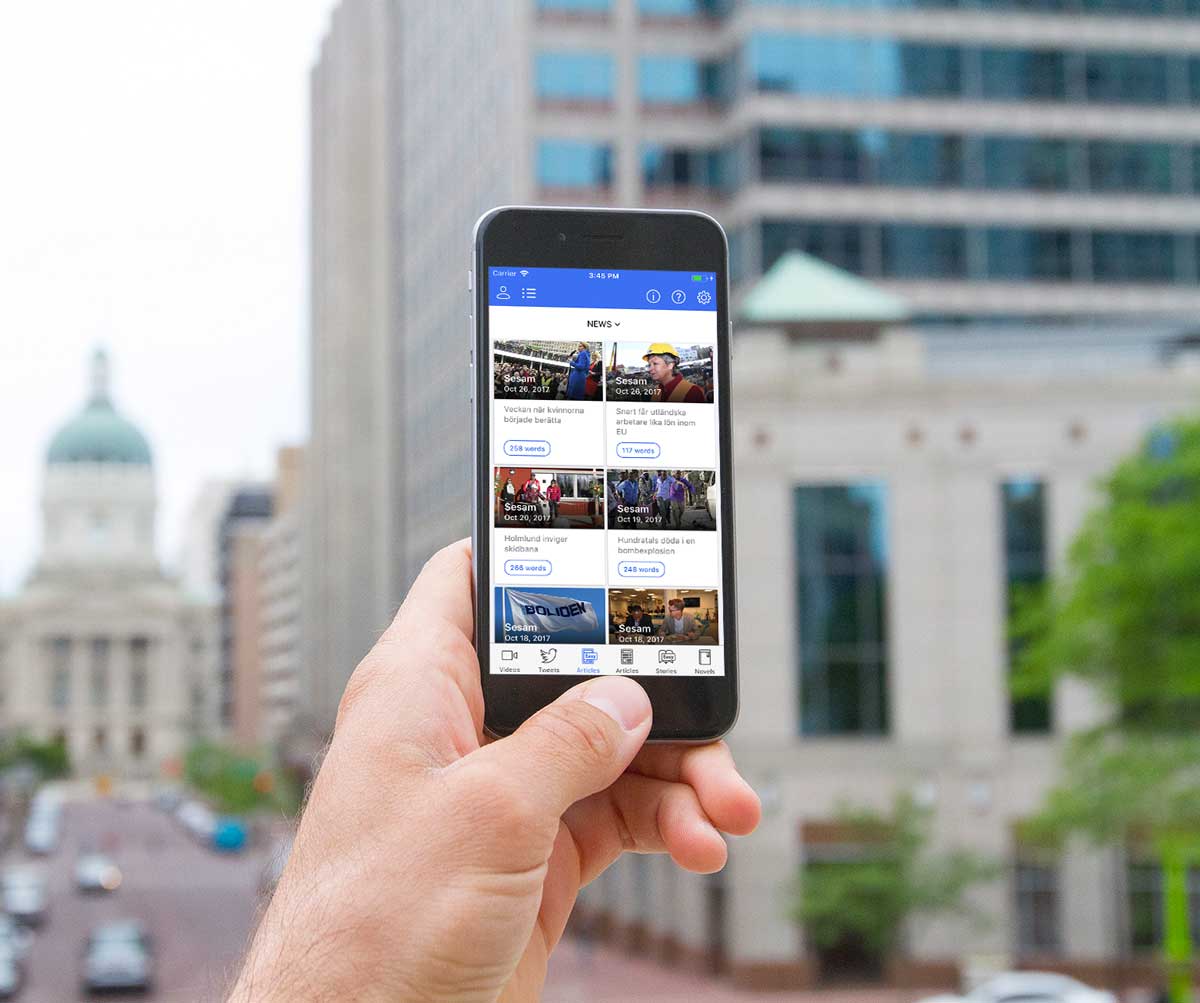 Carrier 3:45 PM
NEWS
Sesam
Oct 26, 2017
Veckan när kvinnorna
började berätta
258 words
Sesam
Oct 26, 2017
Snart får utländska
arbetare lika lön inom
EU
117 words
Sesam
Oct 20, 2017
Holmlund inviger
skidbana
266 words
Sesam
Oct 19, 2017
Hundratals döda i en
bombexplosion
248 words
BOLIDEN
Sesam
Oct 18, 2017
Sesam
Oct 18, 2017
Videos
Tweets
Easy
Articles
Articles
Easy
Stories
Novels